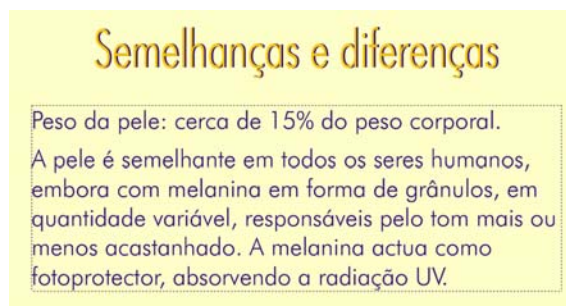 Semelhanças e diferenças
Peso da pele: cerca de 15% do peso corporal.
A pele é semelhante em todos os seres humanos,
embora com melanina em forma de grânulos, em
quantidade variável, responsáveis pelo tom mais ou
menos acastanhado. A melanina actua como
fotoprotector, absorvendo a radiação UV.